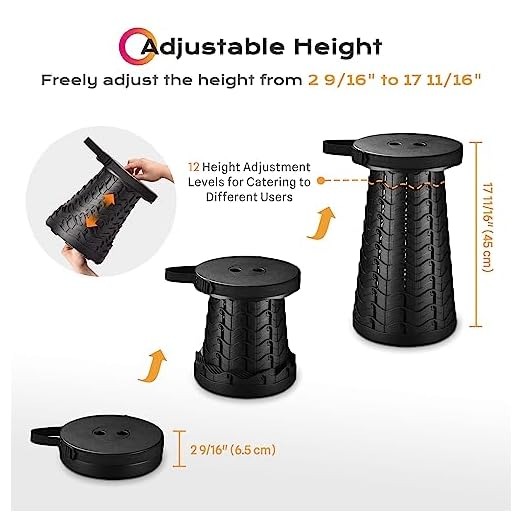 Adjustable Height
Freely adjust the height from 2 9/16" to 17 11/16"
12 Height Adjustment
Levels for Catering to
Different Users
17 11/16" (45 cm)
2 9/16" (6.5 cm)